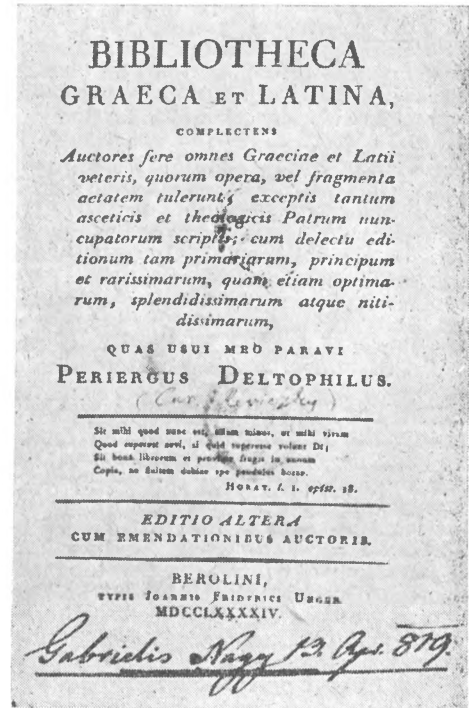 BIBLIOTHECA
GRAECA ET LATINA,
COMPLECTENS
Auctores fere omnes Graeciae et Latii
veteris, quorum opera, vel fragmenta
aetatem tulerunt, exceptis tantum
asceticis et theologicis Patrum nun-
cupatorum scriptis; cum delectu edi-
tionum tam primariarum, principum
et rarissimarum, quam etiam optima-
rum, splendidissimarum atque niti-
dissimarum,
QUAS USUI MEO PARAVI
PERIERGUS DELTOPHILUS.
Sit mihi quod nunc est, etiam minus, ut mihi vivam
Quod superest aevi, si quid superesse volunt Di;
Sit bona librorum et provisae frugis in annum
Copia, ne fluitem dubiae spe pendulus horae.
HORAT. l. 1. epist. 18.
EDITIO ALTERA
CUM EMENDATIONIBUS AUCTORIS.
BEROLINI,
TYPIS IOANNIS FRIDERICI UNGER
MDCCLXXXXIV.
Gabrielis Nagy 13. Apr. 819.